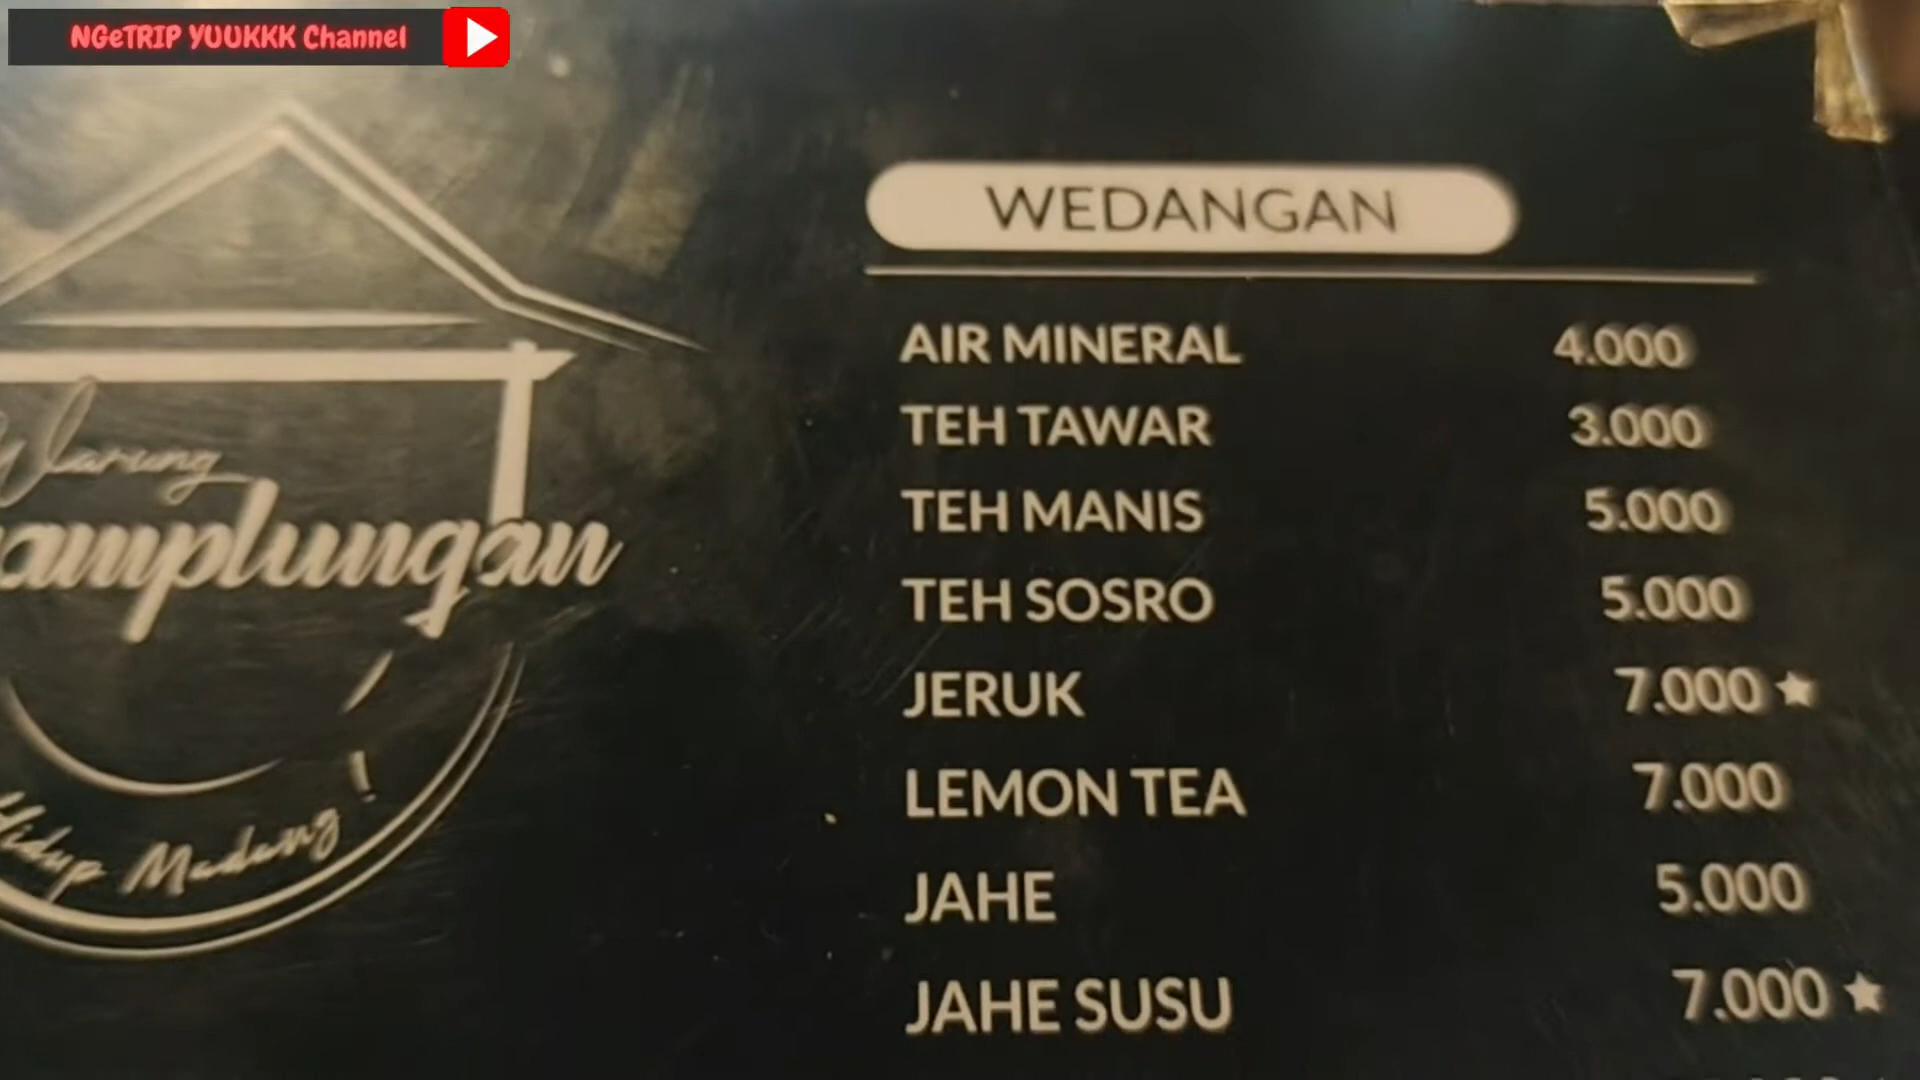 NGeTRIP YUUKKK Channel
Warung
amplungan
Hidup Madang!
WEDANGAN
AIR MINERAL 4.000
TEH TAWAR 3.000
TEH MANIS 5.000
TEH SOSRO 5.000
JERUK 7.000 ★
LEMON TEA 7.000
JAHE 5.000
JAHE SUSU 7.000 ★